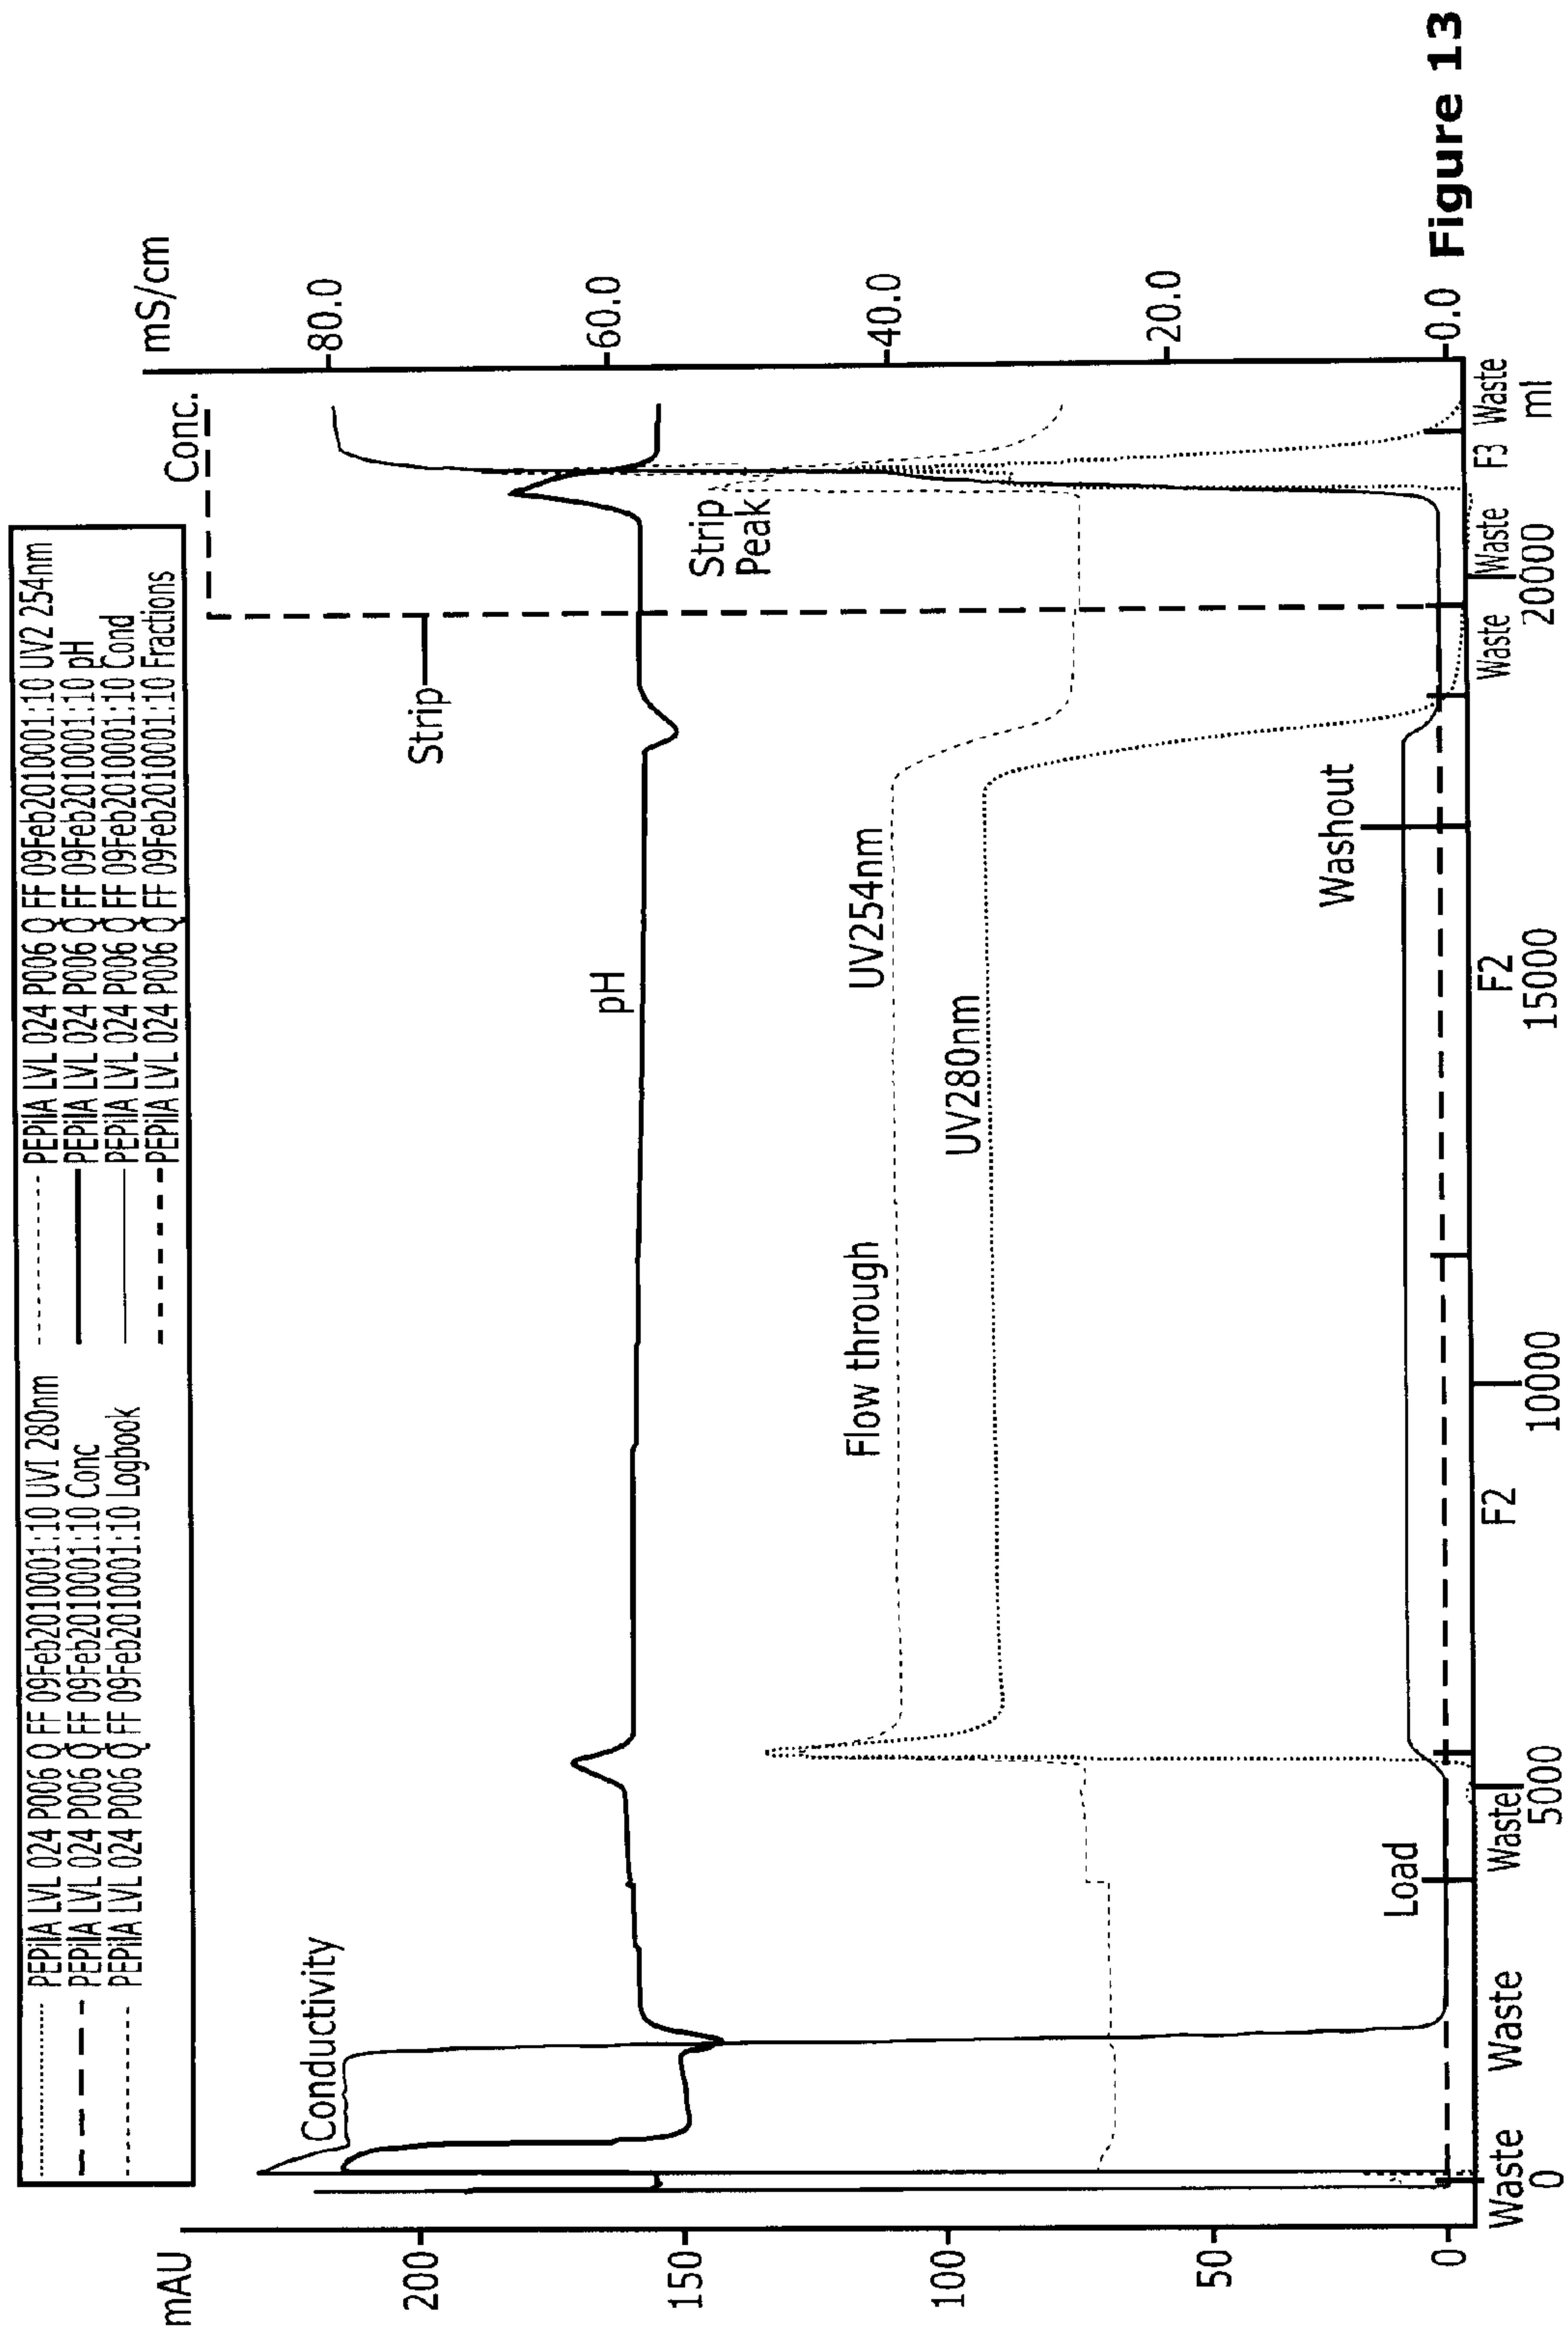 PEPiiA LVL 024 P006 Q FF 09Feb2010001:10 UVI 280nm
PEPiiA LVL 024 P006 Q FF 09Feb2010001:10 Conc
PEPiiA LVL 024 P006 Q FF 09Feb2010001:10 Logbook
PEPiiA LVL 024 P006 Q FF 09Feb2010001:10 UV2 254nm
PEPiiA LVL 024 P006 Q FF 09Feb2010001:10 pH
PEPiiA LVL 024 P006 Q FF 09Feb2010001:10 Cond
PEPiiA LVL 024 P006 Q FF 09Feb2010001:10 Fractions
mAU
200
150
100
50
0
mS/cm
80.0
60.0
40.0
20.0
0.0
Conductivity
pH
Strip
Conc.
Flow through
UV254nm
UV280nm
Strip
Peak
Load
Washout
Waste
Waste
Waste
F2
F2
Waste
Waste
F3
Waste
0
5000
10000
15000
20000
ml
Figure 13